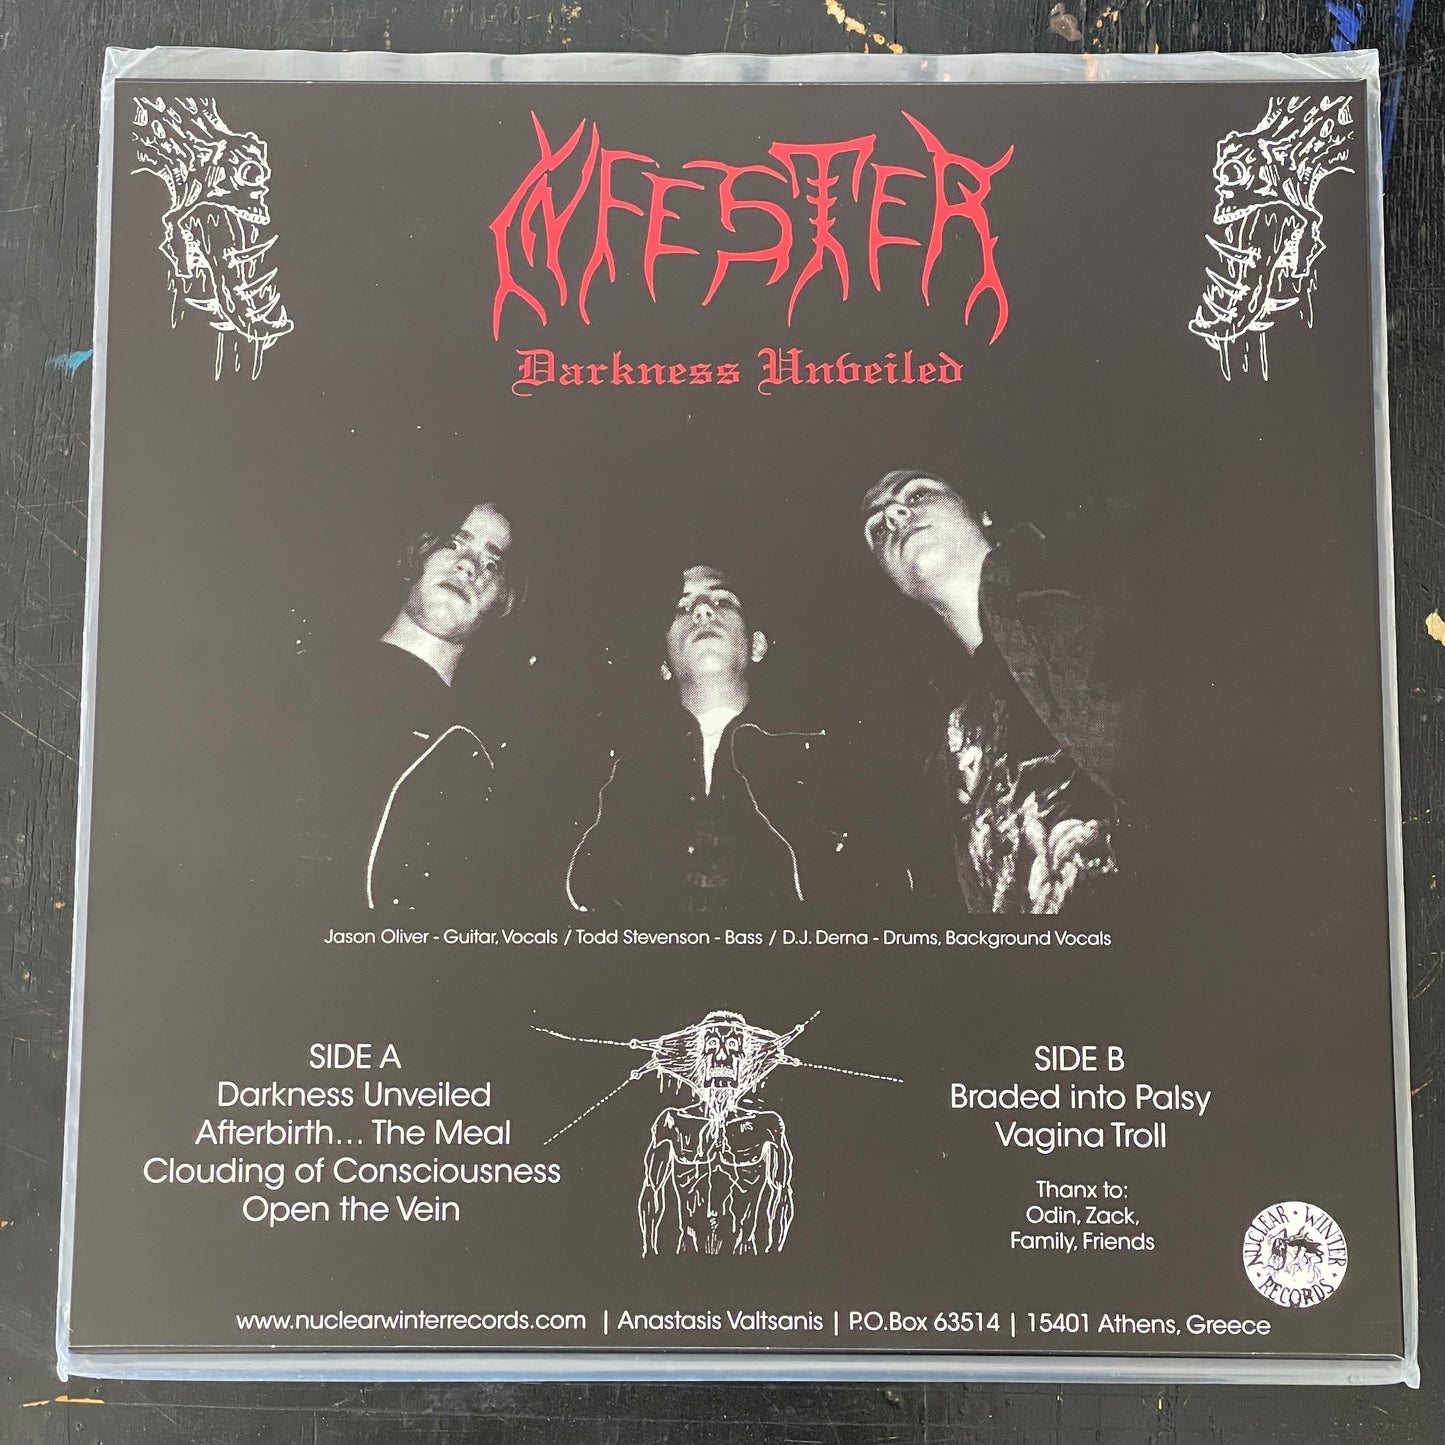 INFESTER
Darkness Unveiled
Jason Oliver - Guitar, Vocals / Todd Stevenson - Bass / D.J. Derna - Drums, Background Vocals
SIDE A
Darkness Unveiled
Afterbirth... The Meal
Clouding of Consciousness
Open the Vein
SIDE B
Braded into Palsy
Vagina Troll
Thanx to:
Odin, Zack,
Family, Friends
NUCLEAR · WINTER · RECORDS ·
www.nuclearwinterrecords.com | Anastasis Valtsanis | P.O.Box 63514 | 15401 Athens, Greece